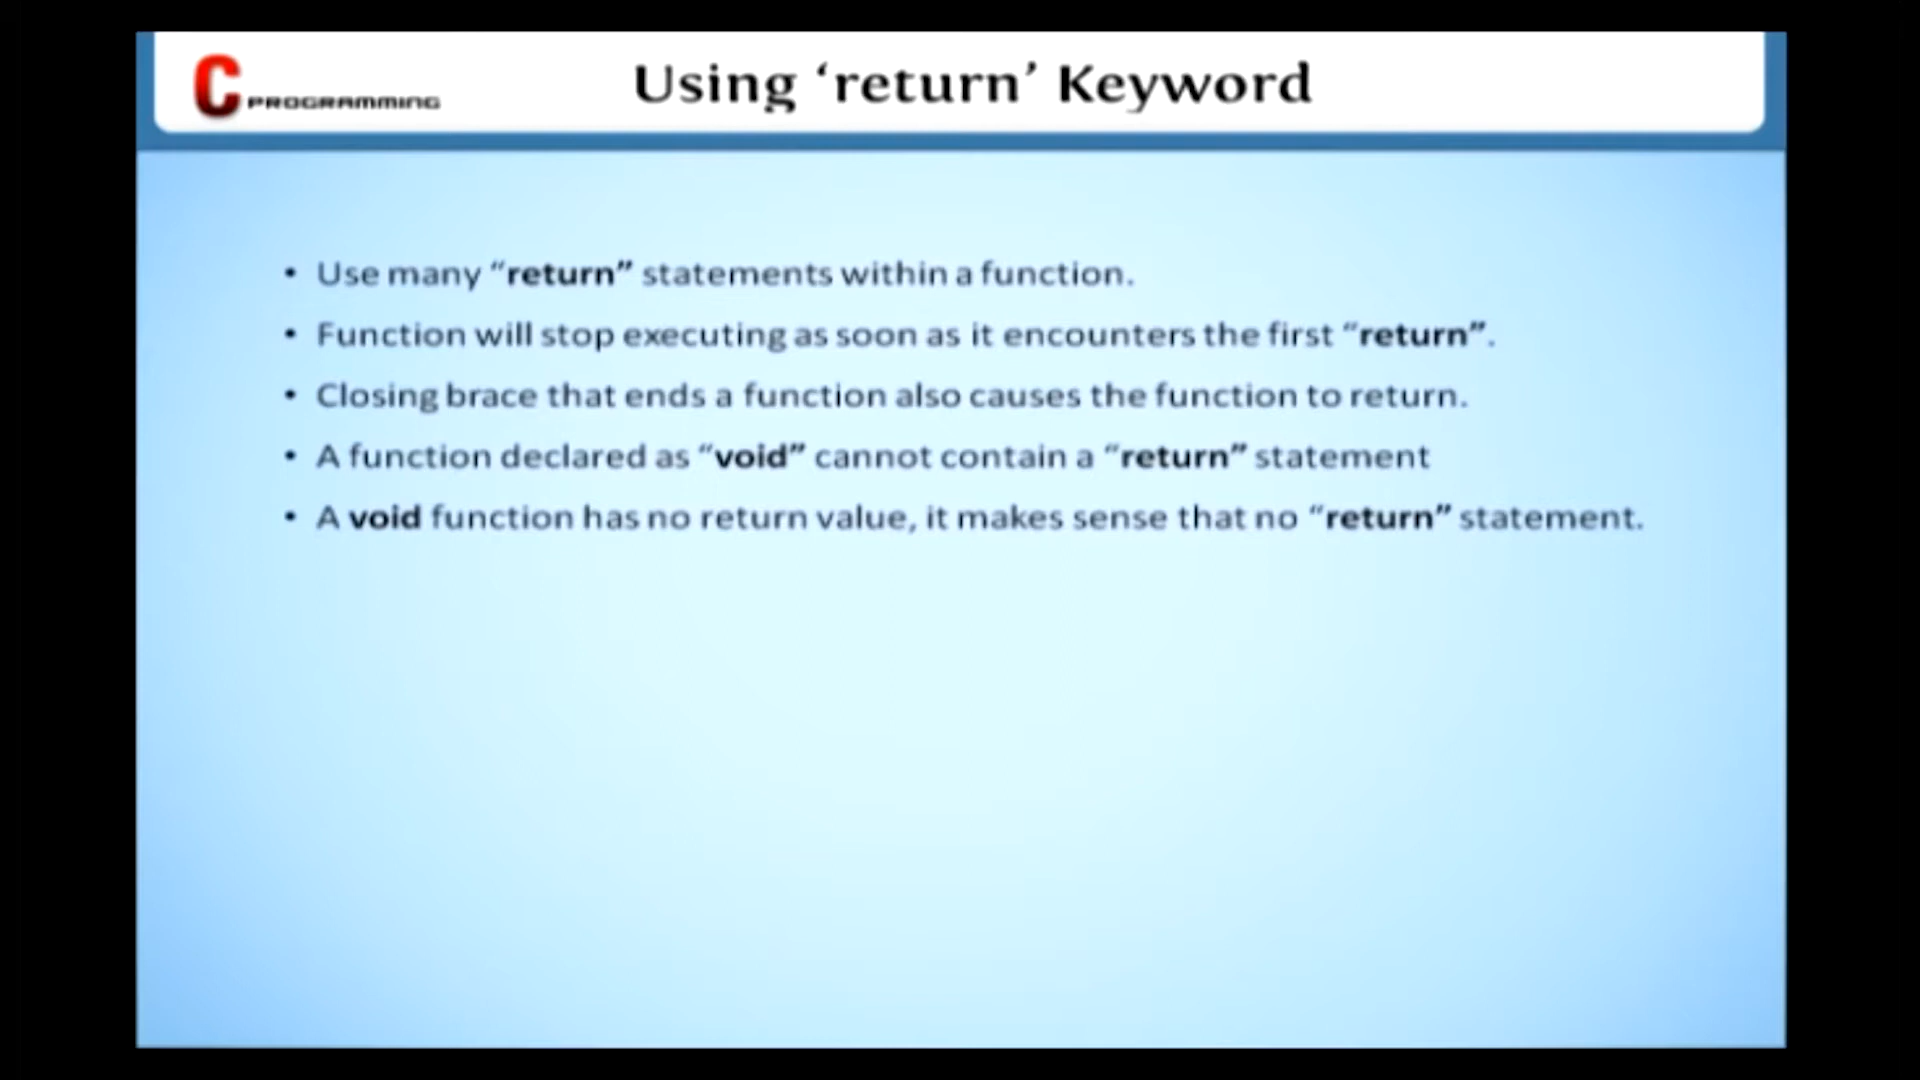 C PROGRAMMING
Using ‘return’ Keyword
• Use many “return” statements within a function.
• Function will stop executing as soon as it encounters the first “return”.
• Closing brace that ends a function also causes the function to return.
• A function declared as “void” cannot contain a “return” statement
• A void function has no return value, it makes sense that no “return” statement.